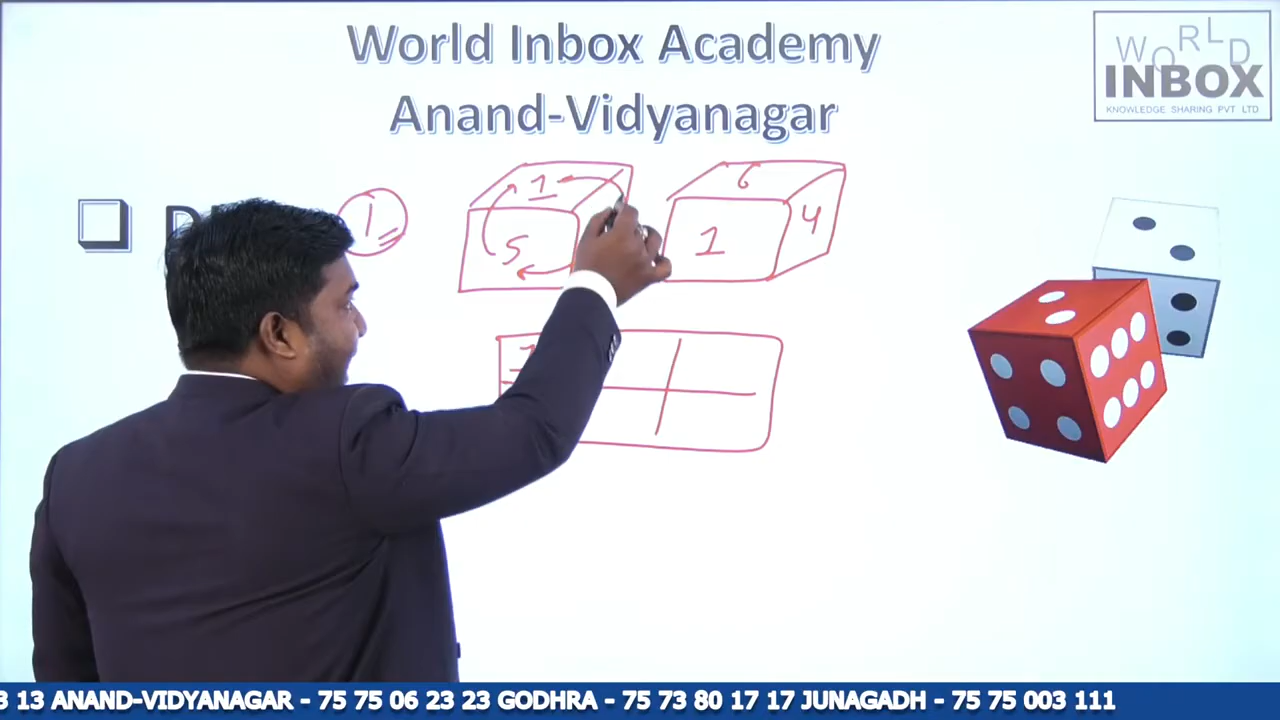 World Inbox Academy
Anand-Vidyanagar
WORLD
INBOX
KNOWLEDGE SHARING PVT LTD
1
1
5
6
1
4
3 13 ANAND-VIDYANAGAR - 75 75 06 23 23 GODHRA - 75 73 80 17 17 JUNAGADH - 75 75 003 111